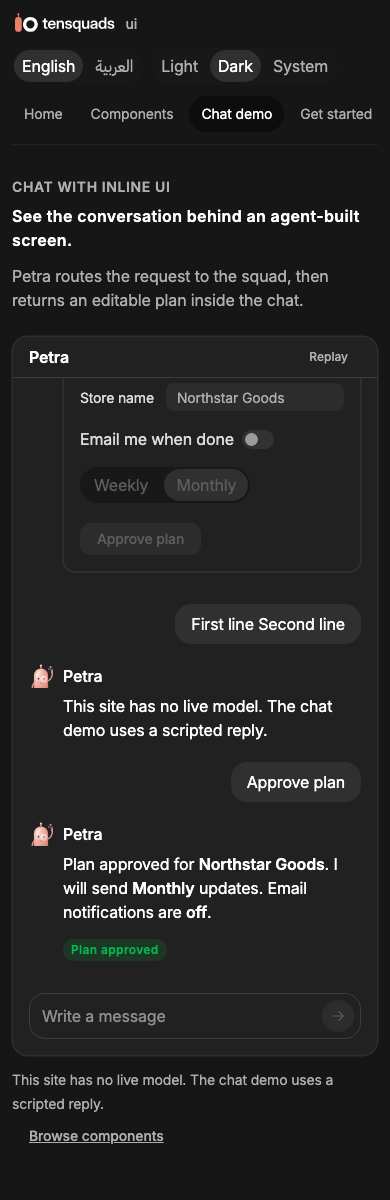 tensquads ui
English العربية Light Dark System
Home Components Chat demo Get started
CHAT WITH INLINE UI
See the conversation behind an agent-built
screen.
Petra routes the request to the squad, then
returns an editable plan inside the chat.
Petra Replay
Store name Northstar Goods
Email me when done
Weekly Monthly
Approve plan
First line Second line
Petra
This site has no live model. The chat
demo uses a scripted reply.
Approve plan
Petra
Plan approved for Northstar Goods. I
will send Monthly updates. Email
notifications are off.
Plan approved
Write a message
This site has no live model. The chat demo uses a
scripted reply.
Browse components